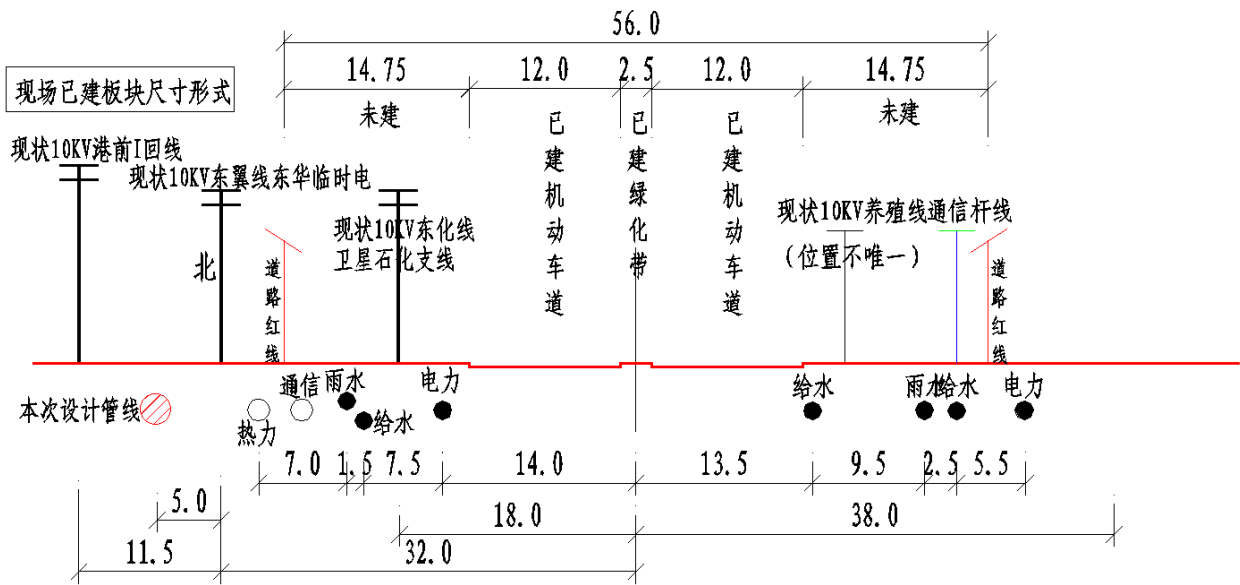 56.0
14.75
12.0
2.5
12.0
14.75
现场已建板块尺寸形式
未建
已建机动车道
已建绿化带
已建机动车道
未建
现状10KV港前I回线
现状10KV东翼线东华临时电
现状10KV东化线
卫星石化支线
现状10KV养殖线通信杆线
(位置不唯一)
北
道路红线
道路红线
本次设计管线
热力
通信
雨水
给水
电力
给水
雨水
给水
电力
7.0
1.5
7.5
14.0
13.5
9.5
2.5
5.5
5.0
18.0
38.0
11.5
32.0